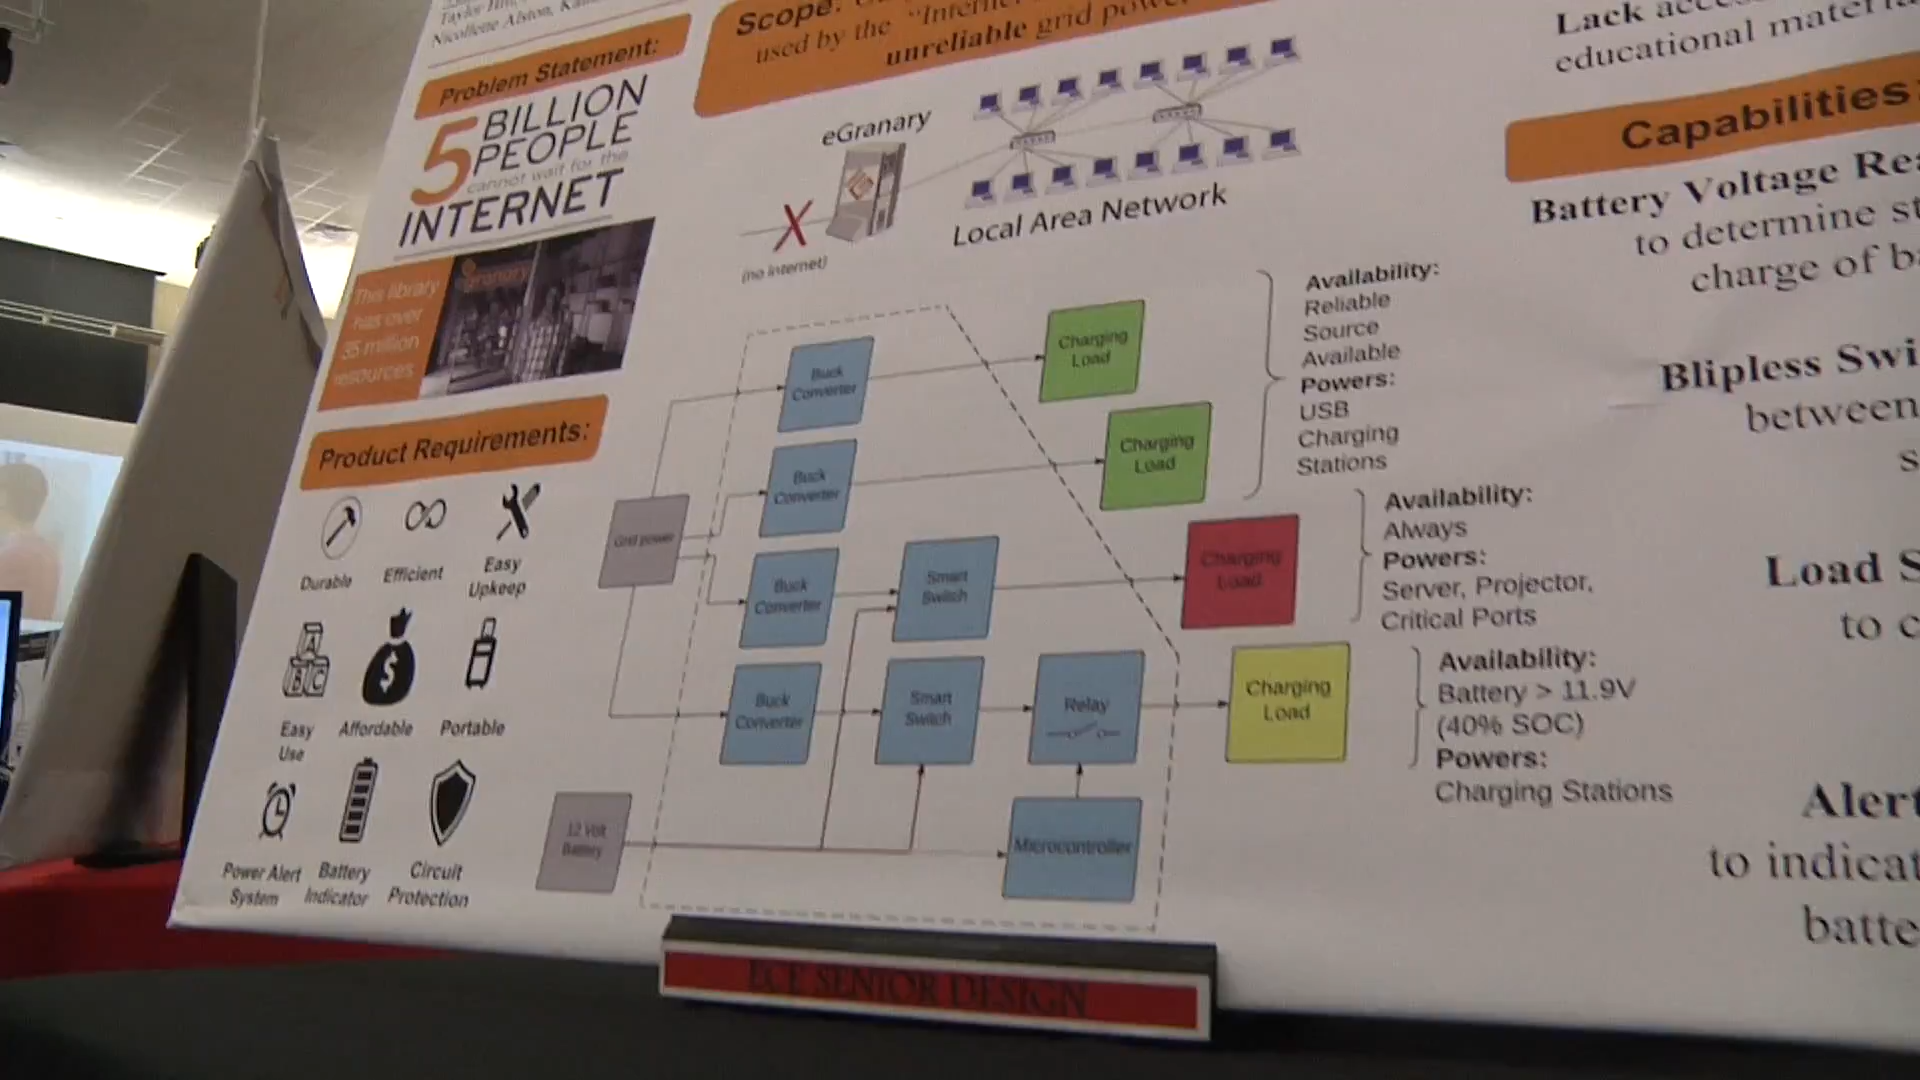 Nicollette Alston,
Problem Statement:
5 BILLION
PEOPLE
cannot wait for the
INTERNET
This library
has over
35 million
resources
Product Requirements:
Durable
Efficient
Easy
Upkeep
A
B C
$
Easy
Use
Affordable
Portable
Power Alert
System
Battery
Indicator
Circuit
Protection
Scope:
used by the "Internet
unreliable grid power
eGranary
X
(no Internet)
Local Area Network
Grid power
12 Volt
Battery
Buck
Converter
Buck
Converter
Buck
Converter
Buck
Converter
Smart
Switch
Smart
Switch
Relay
Microcontroller
Charging
Load
Charging
Load
Charging
Load
Charging
Load
Availability:
Reliable
Source
Available
Powers:
USB
Charging
Stations
Availability:
Always
Powers:
Server, Projector,
Critical Ports
Availability:
Battery > 11.9V
(40% SOC)
Powers:
Charging Stations
Lack
educational
Capabilities:
Battery Voltage
to determine
charge of
Blipless
between
Load
to
Alert
to
ECE SENIOR DESIGN